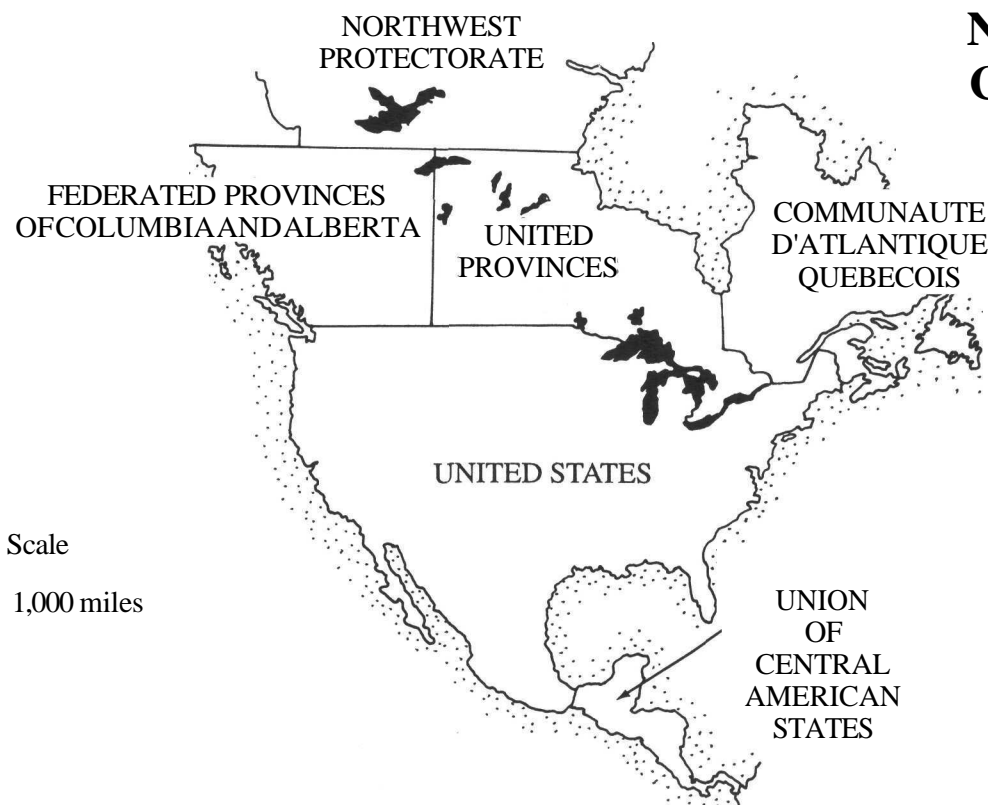 NORTHWEST
PROTECTORATE
N
C
FEDERATED PROVINCES
OFCOLUMBIAANDALBERTA
UNITED
PROVINCES
COMMUNAUTE
D'ATLANTIQUE
QUEBECOIS
UNITED STATES
Scale
1,000 miles
UNION
OF
CENTRAL
AMERICAN
STATES